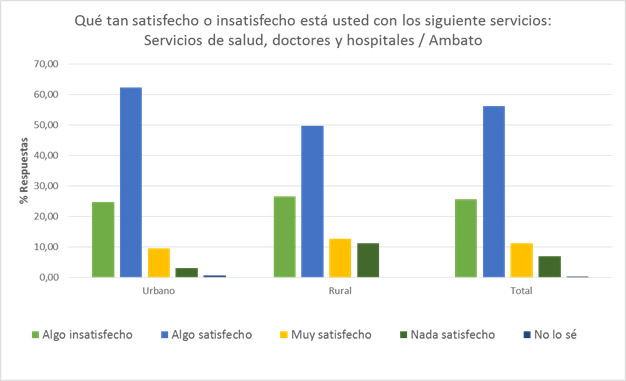 Qué tan satisfecho o insatisfecho está usted con los siguiente servicios:
Servicios de salud, doctores y hospitales / Ambato
70,00
60,00
50,00
40,00
30,00
20,00
10,00
0,00
% Respuestas
Urbano Rural Total
Algo insatisfecho Algo satisfecho Muy satisfecho Nada satisfecho No lo sé